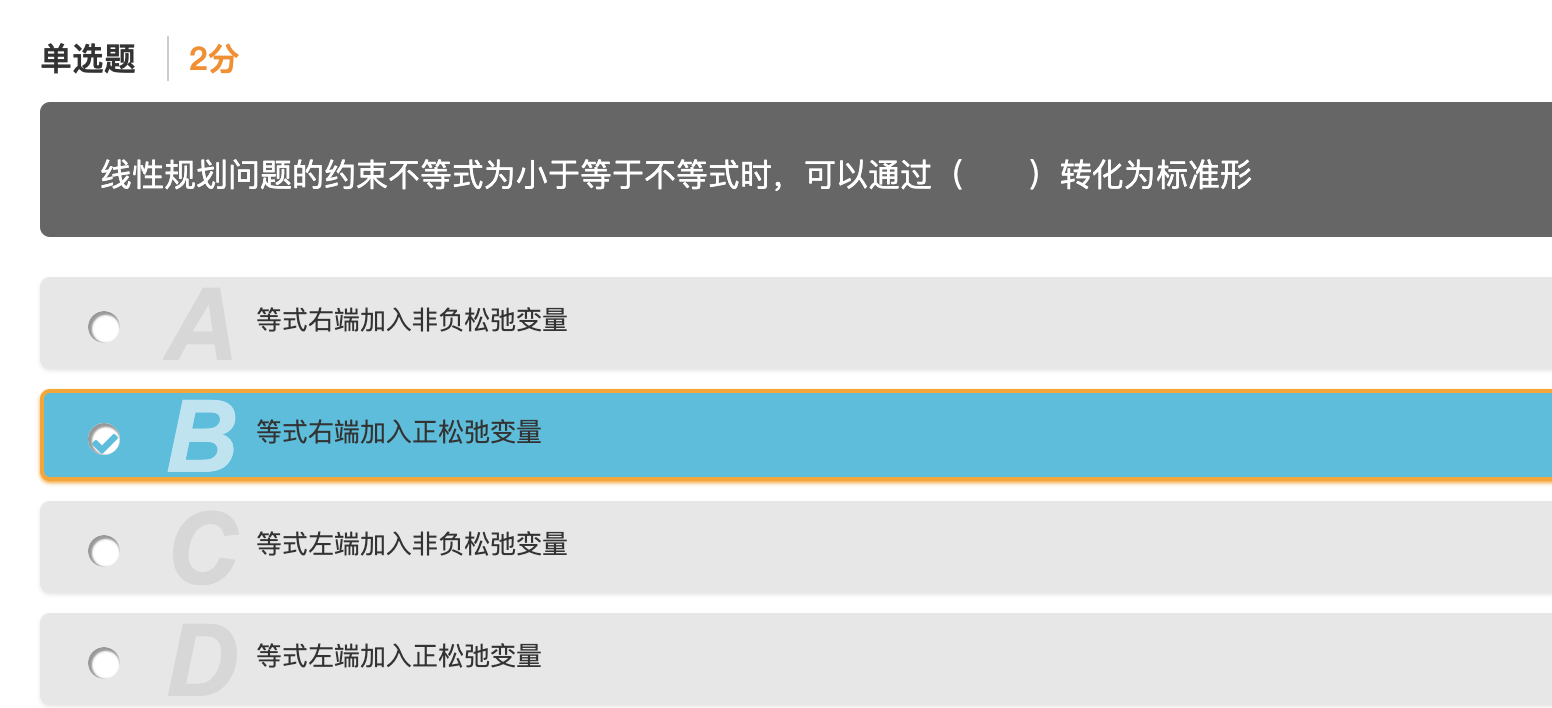 单选题 2分
线性规划问题的约束不等式为小于等于不等式时，可以通过（　　）转化为标准形
A 等式右端加入非负松弛变量
B 等式右端加入正松弛变量
C 等式左端加入非负松弛变量
D 等式左端加入正松弛变量